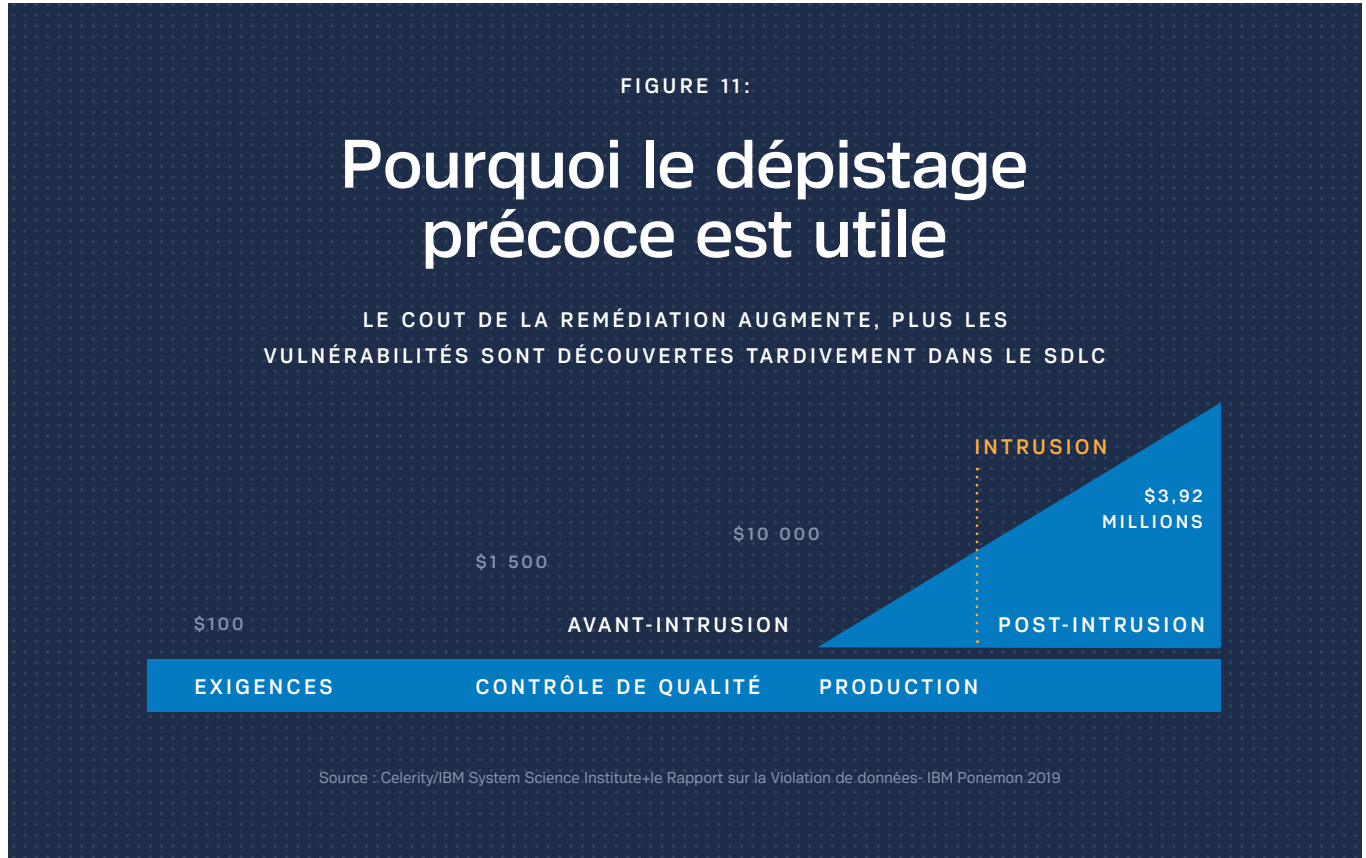 FIGURE 11:
Pourquoi le dépistage
précoce est utile
LE COUT DE LA REMÉDIATION AUGMENTE, PLUS LES
VULNÉRABILITÉS SONT DÉCOUVERTES TARDIVEMENT DANS LE SDLC
INTRUSION
$3,92
MILLIONS
$10 000
$1 500
$100
AVANT-INTRUSION
POST-INTRUSION
EXIGENCES
CONTRÔLE DE QUALITÉ
PRODUCTION
Source : Celerity/IBM System Science Institute+le Rapport sur la Violation de données- IBM Ponemon 2019